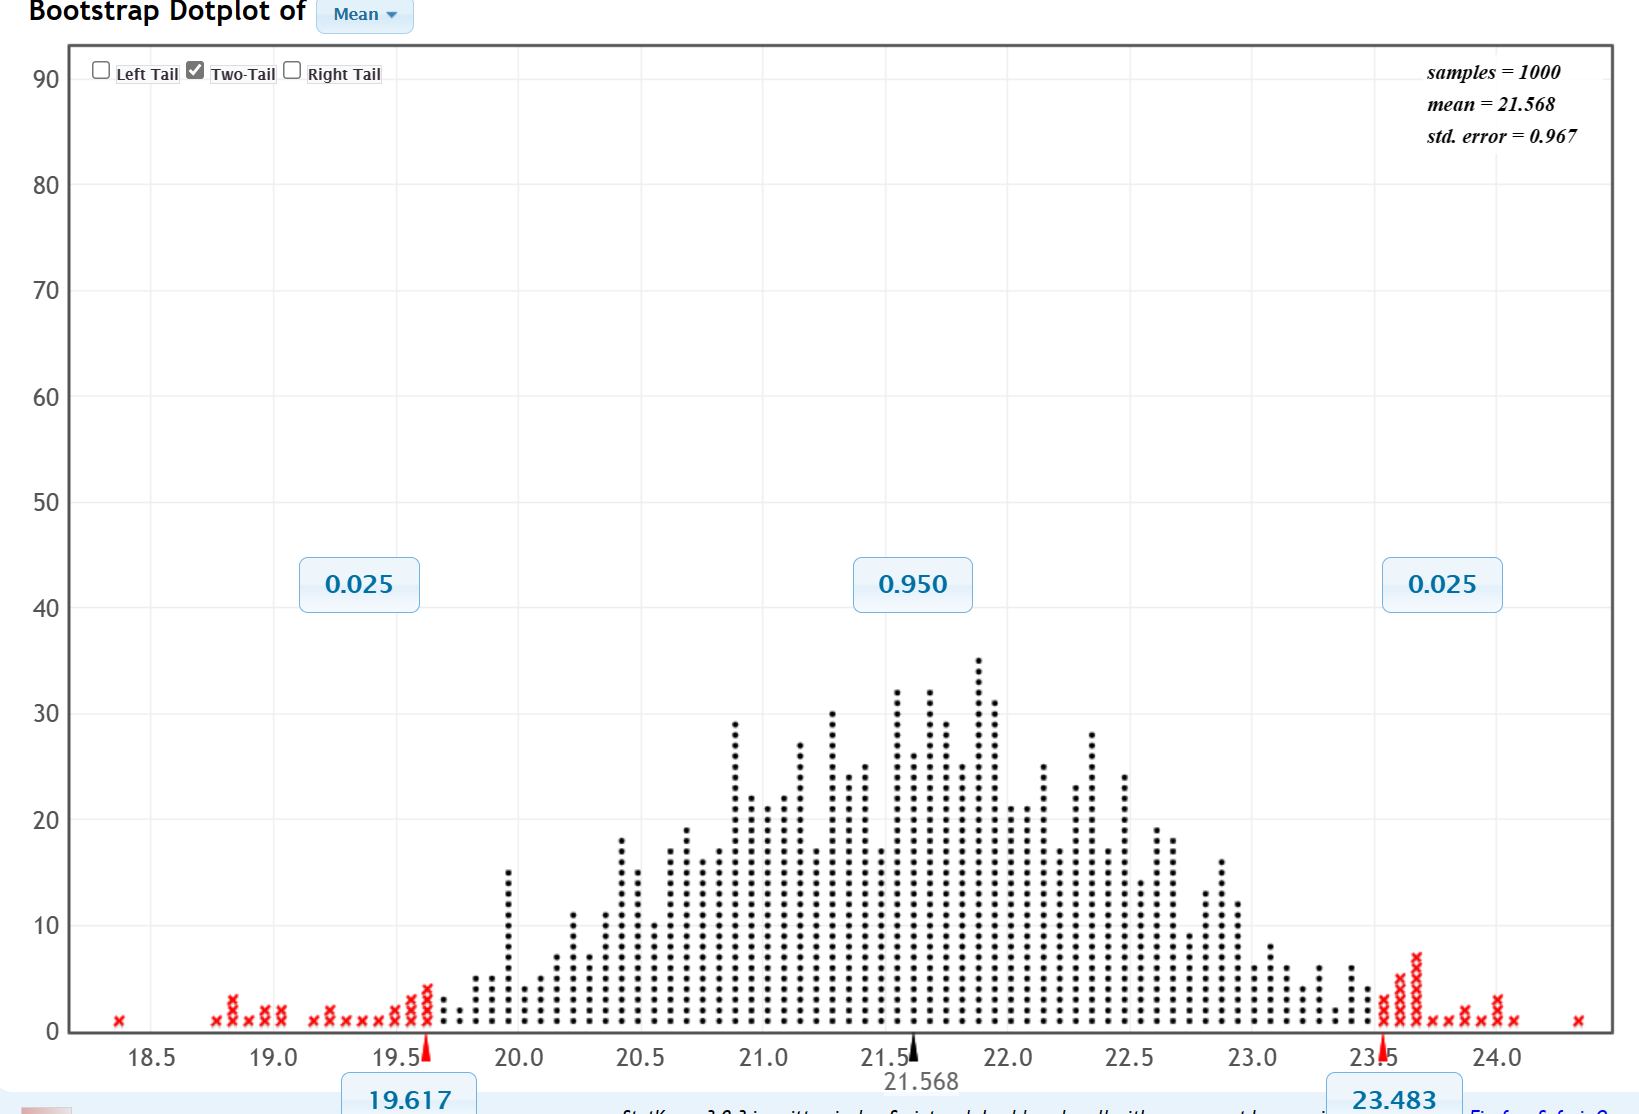 Bootstrap Dotplot of Mean
Left Tail Two-Tail Right Tail
samples = 1000
mean = 21.568
std. error = 0.967
90
80
70
60
50
40
30
20
10
0
0.025 0.950 0.025
18.5 19.0 19.5 20.0 20.5 21.0 21.5 22.0 22.5 23.0 23.5 24.0
21.568
19.617 23.483